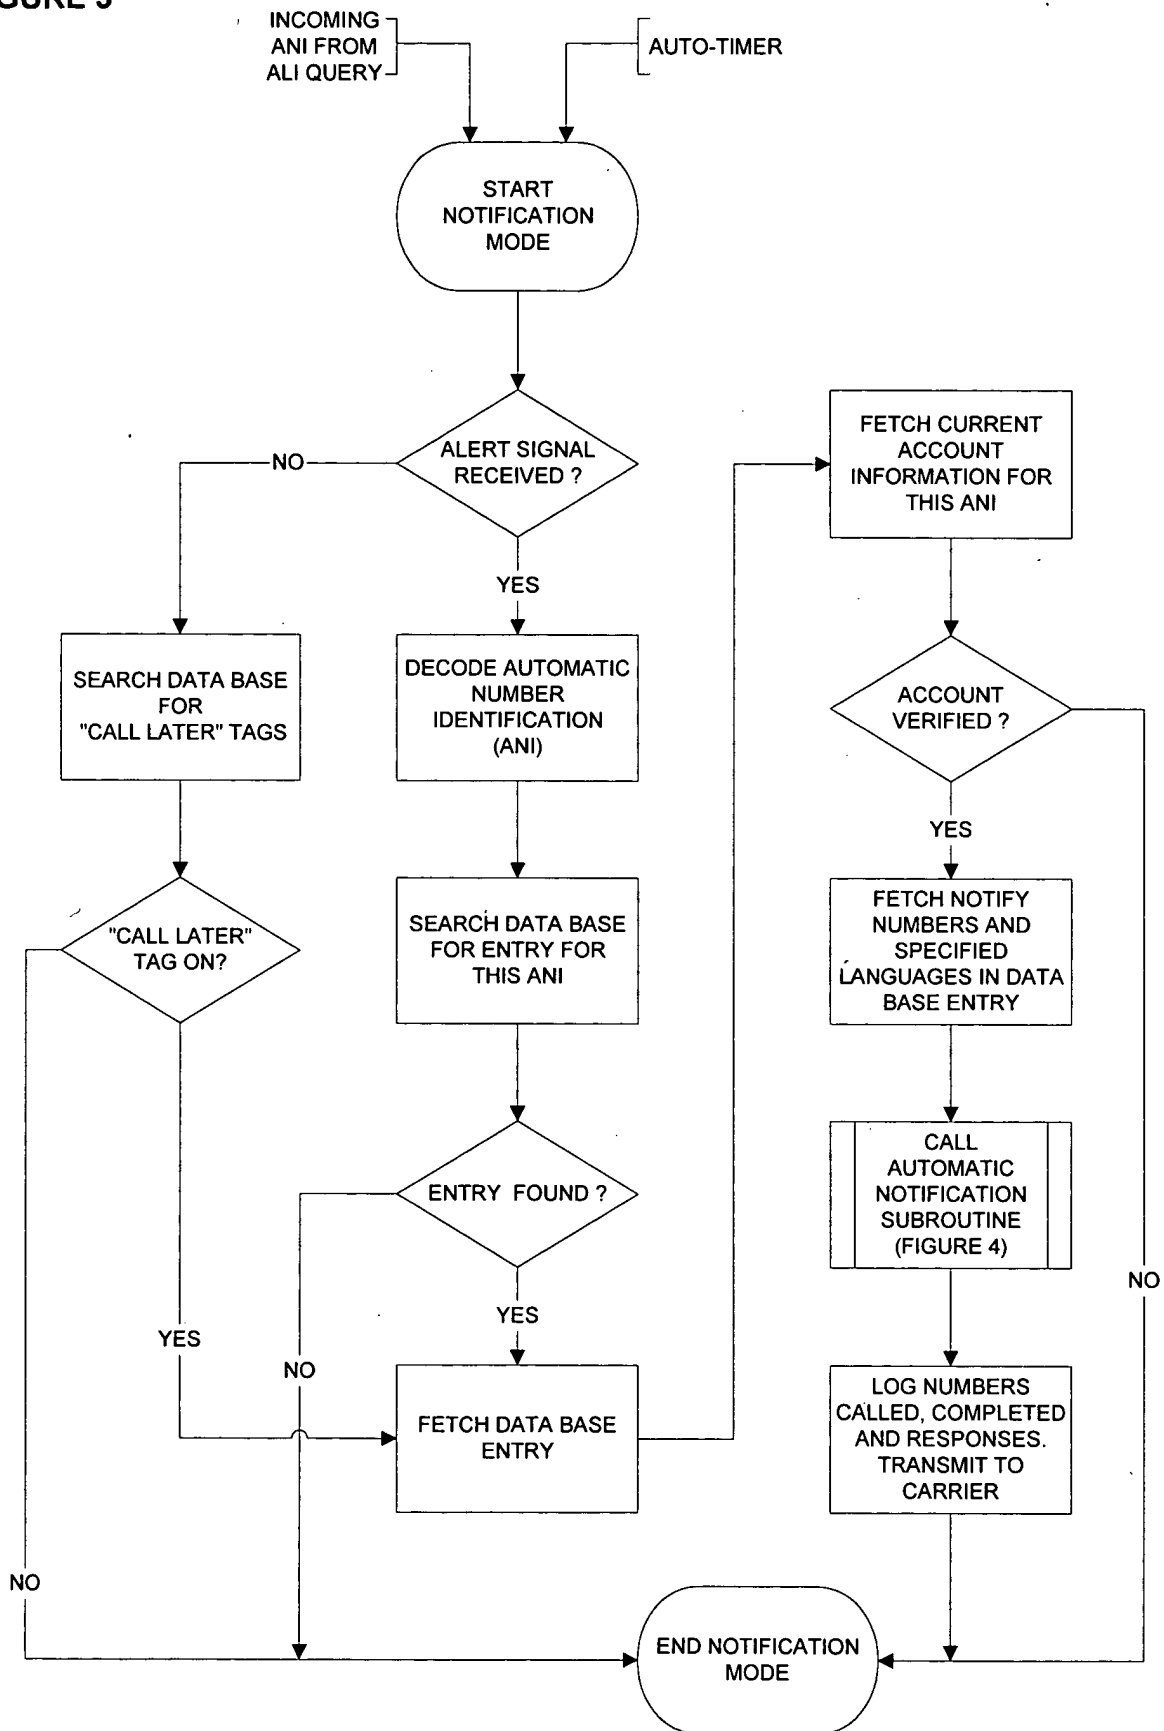 INCOMING
ANI FROM
ALI QUERY
AUTO-TIMER
START
NOTIFICATION
MODE
ALERT SIGNAL
RECEIVED ?
NO
YES
SEARCH DATA BASE
FOR
"CALL LATER" TAGS
DECODE AUTOMATIC
NUMBER
IDENTIFICATION
(ANI)
"CALL LATER"
TAG ON?
SEARCH DATA BASE
FOR ENTRY FOR
THIS ANI
ENTRY FOUND ?
YES
NO
YES
NO
FETCH DATA BASE
ENTRY
FETCH CURRENT
ACCOUNT
INFORMATION FOR
THIS ANI
ACCOUNT
VERIFIED ?
YES
NO
FETCH NOTIFY
NUMBERS AND
SPECIFIED
LANGUAGES IN DATA
BASE ENTRY
CALL
AUTOMATIC
NOTIFICATION
SUBROUTINE
(FIGURE 4)
LOG NUMBERS
CALLED, COMPLETED
AND RESPONSES.
TRANSMIT TO
CARRIER
END NOTIFICATION
MODE